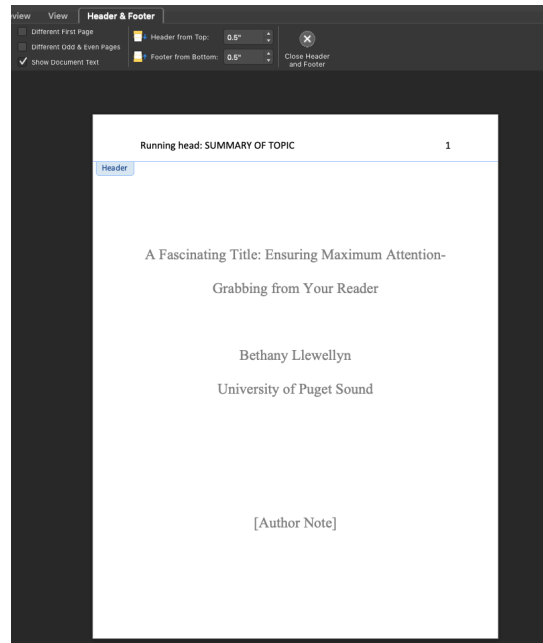 view View Header & Footer
Different First Page
Different Odd & Even Pages
Show Document Text
Header from Top: 0.5"
Footer from Bottom: 0.5"
Close Header
and Footer
Running head: SUMMARY OF TOPIC 1
Header
A Fascinating Title: Ensuring Maximum Attention-
Grabbing from Your Reader
Bethany Llewellyn
University of Puget Sound
[Author Note]